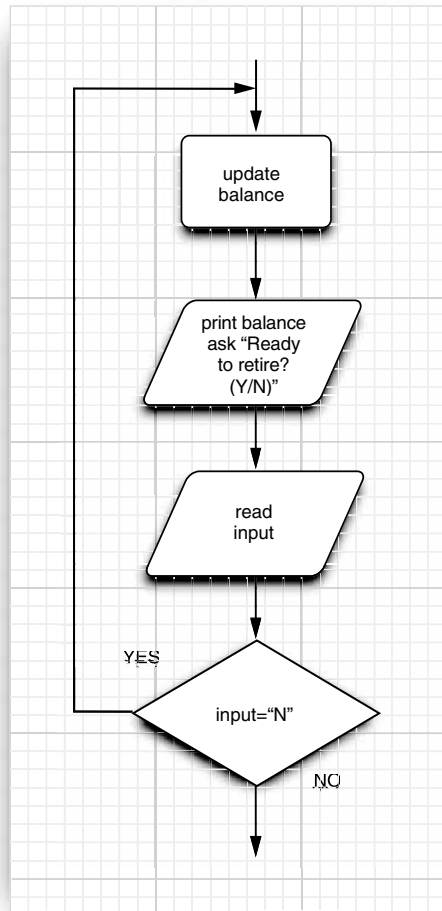 update
balance
print balance
ask “Ready
to retire?
(Y/N)”
read
input
YES
input=“N”
NO